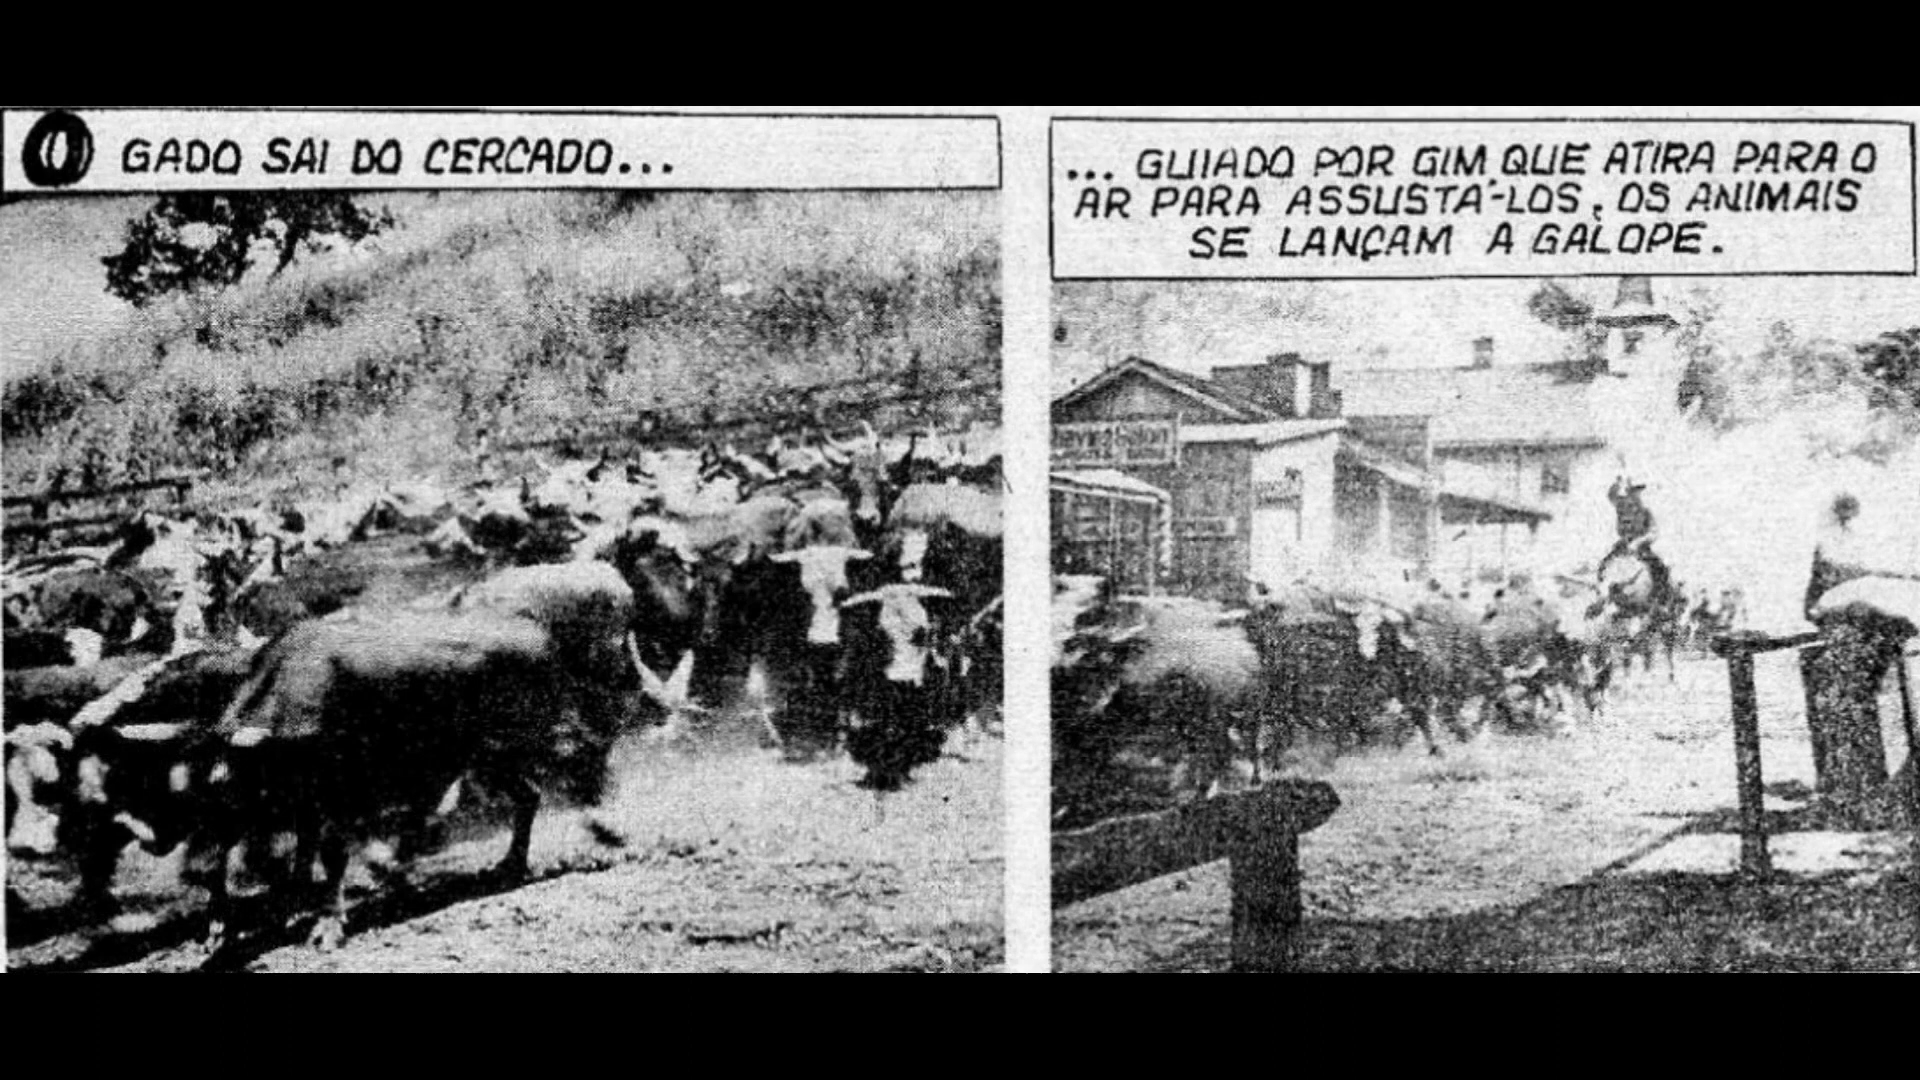 O GADO SAI DO CERCADO...
... GUIADO POR GIM QUE ATIRA PARA O
AR PARA ASSUSTÁ-LOS, OS ANIMAIS
SE LANÇAM A GALOPE.